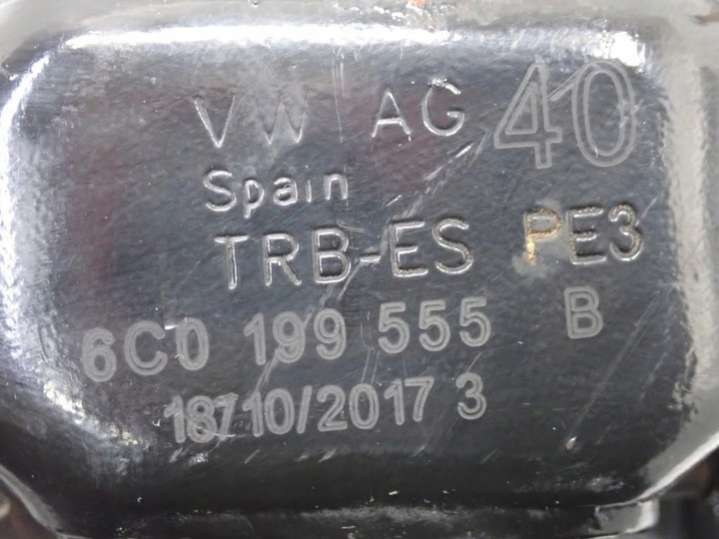 VW AG 40
Spain
TRB-ES PE3
6C0 199 555 B
18/10/2017 3